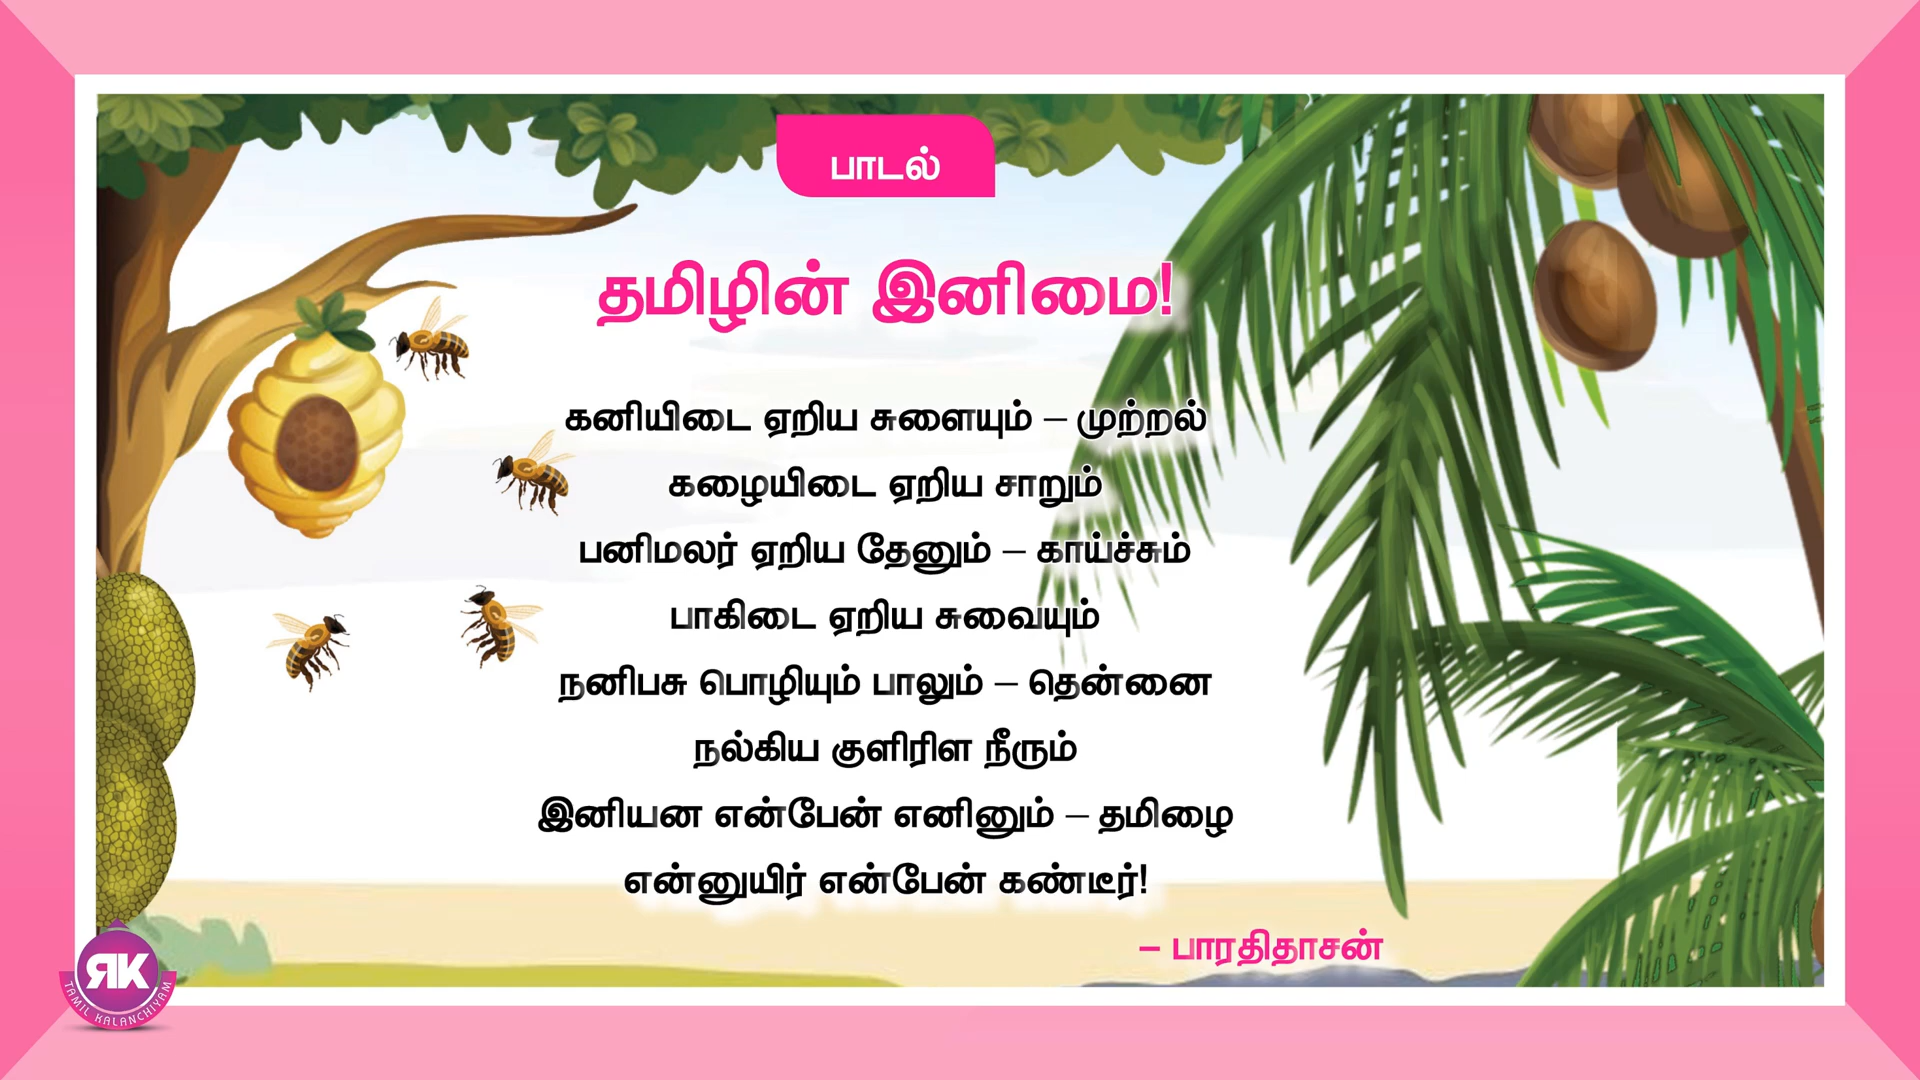 பாடல்
தமிழின் இனிமை!
கனியிடை ஏறிய சுளையும் – முற்றல்
கழையிடை ஏறிய சாறும்
பனிமலர் ஏறிய தேனும் – காய்ச்சும்
பாகிடை ஏறிய சுவையும்
நனிபசு பொழியும் பாலும் – தென்னை
நல்கிய குளிரிள நீரும்
இனியன என்பேன் எனினும் – தமிழை
என்னுயிர் என்பேன் கண்டீர்!
– பாரதிதாசன்
ЯK
TAMIL KALANCHIYAM